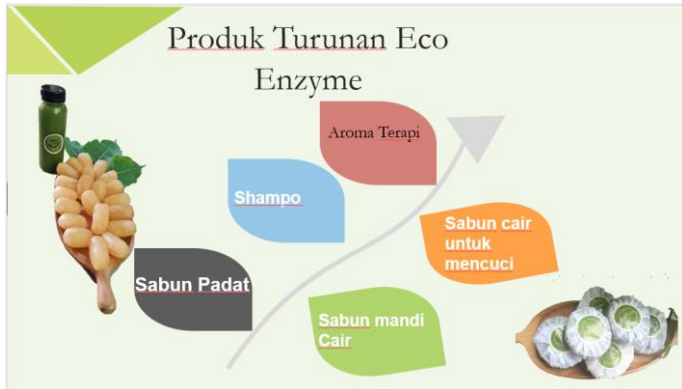 Produk Turunan Eco
Enzyme
Aroma Terapi
Shampo
Sabun cair
untuk
mencuci
Sabun Padat
Sabun mandi
Cair